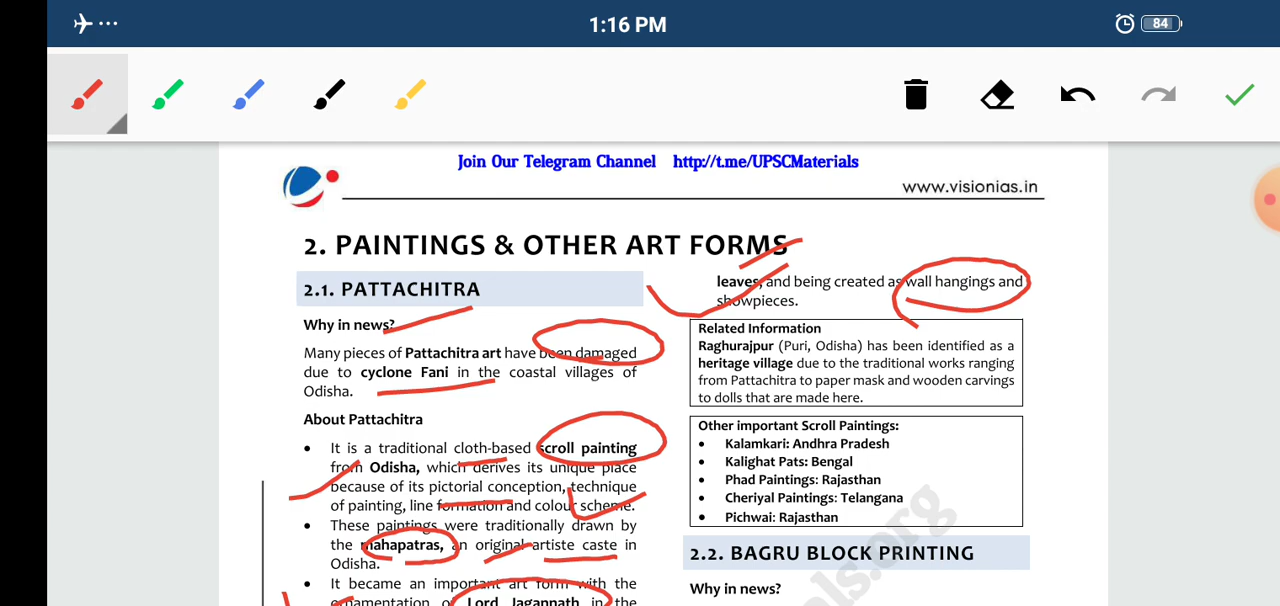 1:16 PM
84
Join Our Telegram Channel http://t.me/UPSCMaterials
www.visionias.in
2. PAINTINGS & OTHER ART FORMS
2.1. PATTACHITRA
Why in news?
Many pieces of Pattachitra art have been damaged
due to cyclone Fani in the coastal villages of
Odisha.
About Pattachitra
• It is a traditional cloth-based scroll painting
from Odisha, which derives its unique place
because of its pictorial conception, technique
of painting, line formation and colour scheme.
• These paintings were traditionally drawn by
the mahapatras, an original artiste caste in
Odisha.
• It became an important art form with the
ornamentation of Lord Jagannath in the
leaves, and being created as wall hangings and
showpieces.
Related Information
Raghurajpur (Puri, Odisha) has been identified as a
heritage village due to the traditional works ranging
from Pattachitra to paper mask and wooden carvings
to dolls that are made here.
Other important Scroll Paintings:
• Kalamkari: Andhra Pradesh
• Kalighat Pats: Bengal
• Phad Paintings: Rajasthan
• Cheriyal Paintings: Telangana
• Pichwai: Rajasthan
2.2. BAGRU BLOCK PRINTING
Why in news?
als.org